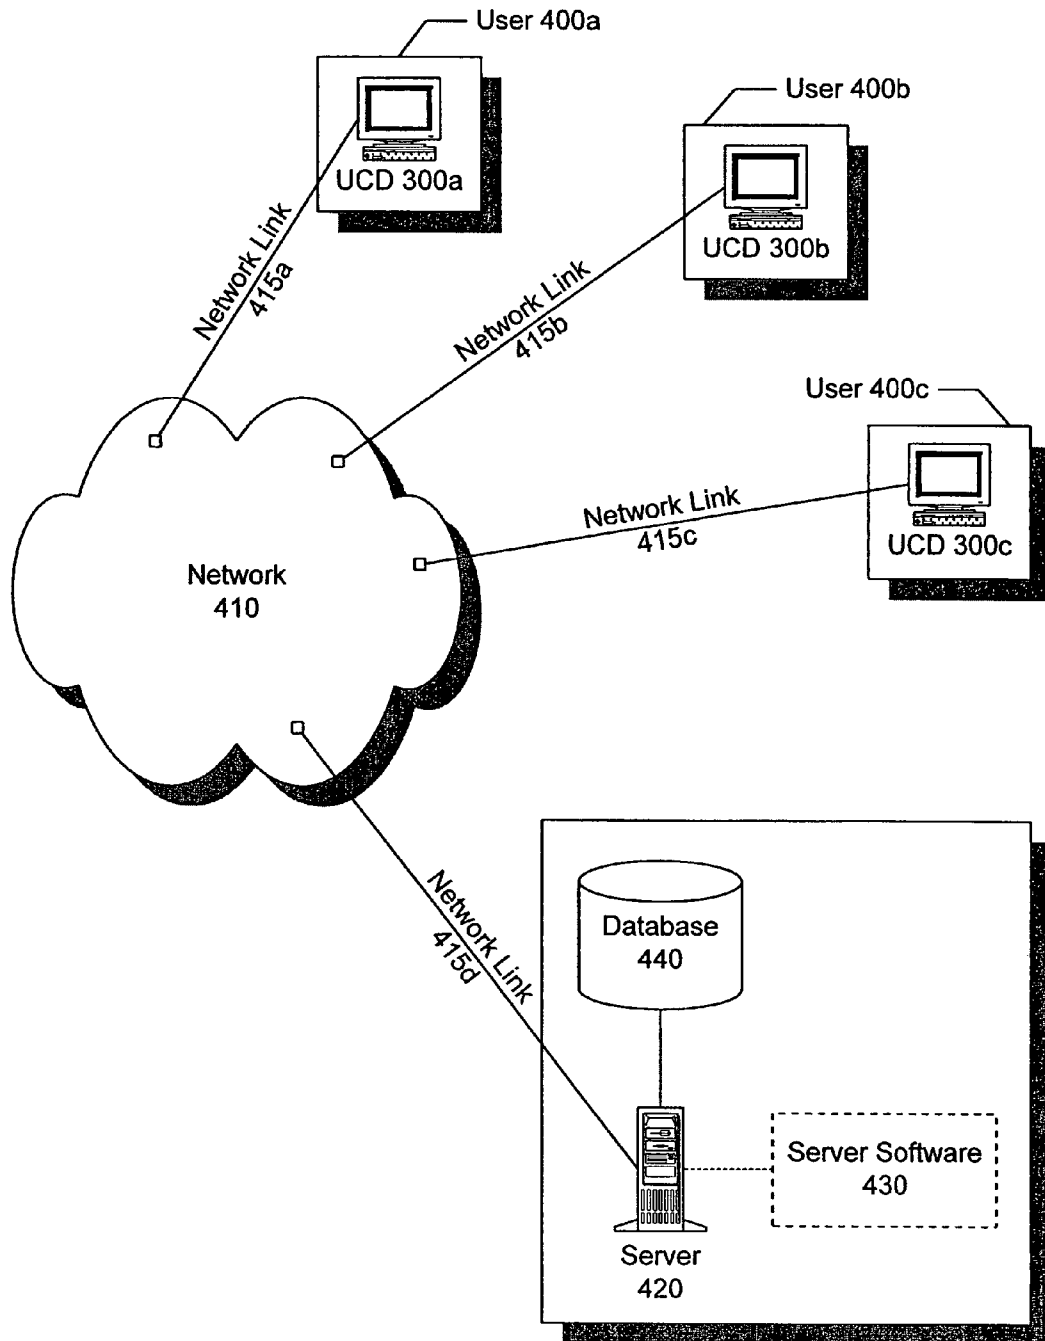 User 400a
UCD 300a
User 400b
UCD 300b
Network Link
415a
Network Link
415b
User 400c
UCD 300c
Network Link
415c
Network
410
Network Link
415d
Database
440
Server Software
430
Server
420